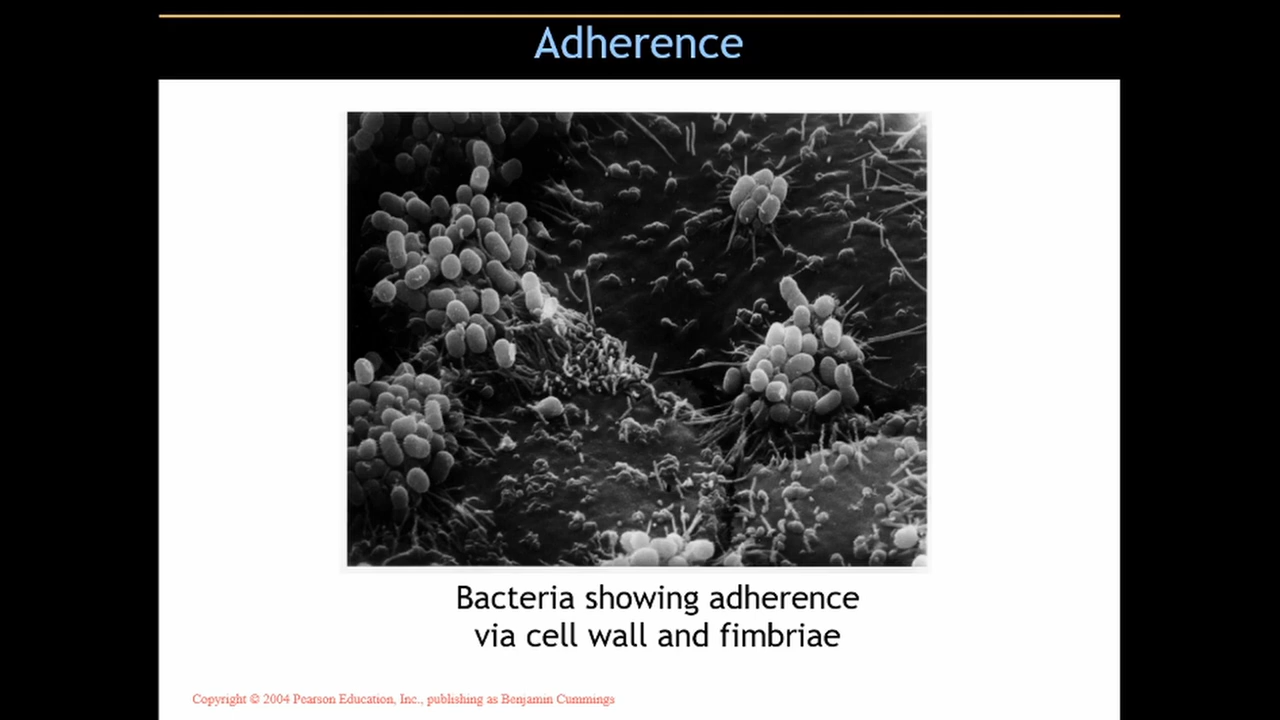 Adherence
Bacteria showing adherence
via cell wall and fimbriae
Copyright © 2004 Pearson Education, Inc., publishing as Benjamin Cummings